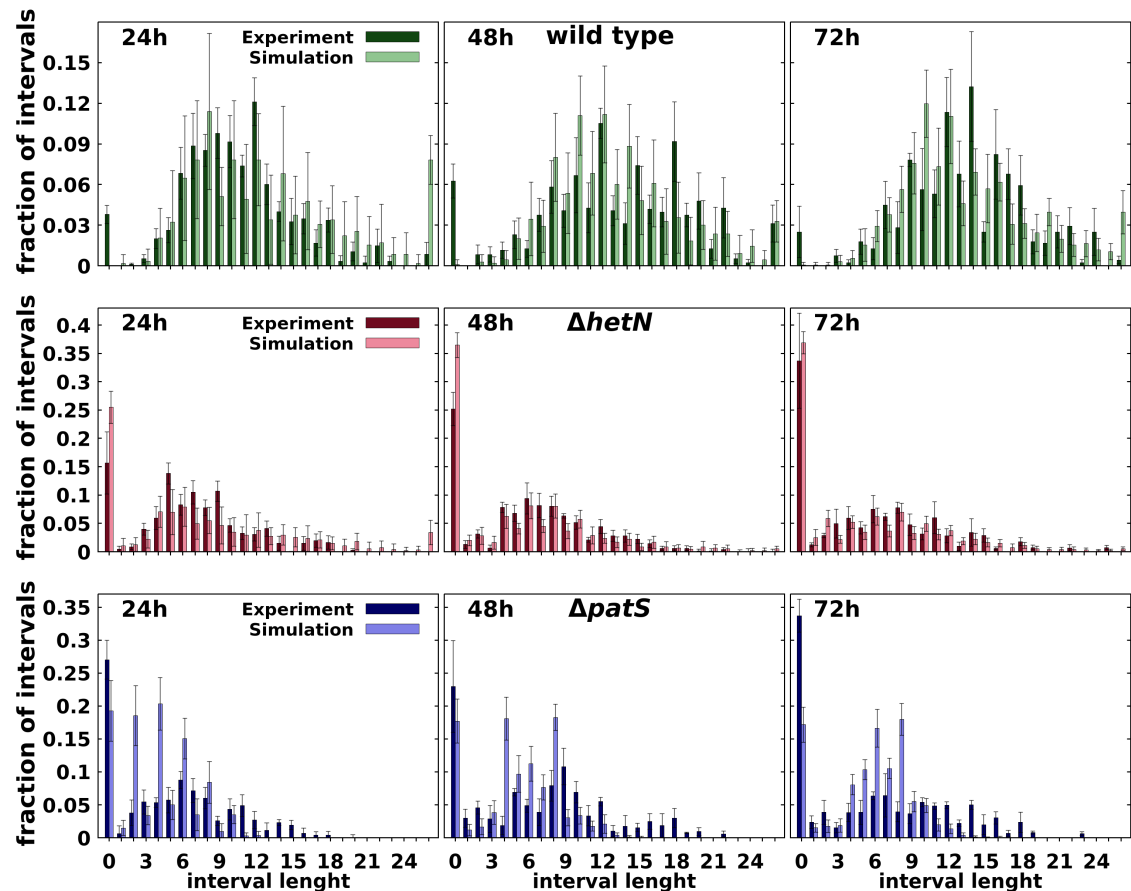 24h
Experiment
Simulation
48h
wild type
72h
fraction of intervals
0.15
0.12
0.09
0.06
0.03
0
24h
Experiment
Simulation
48h
ΔhetN
72h
fraction of intervals
0.4
0.35
0.3
0.25
0.2
0.15
0.1
0.05
0
24h
Experiment
Simulation
48h
ΔpatS
72h
fraction of intervals
0.35
0.3
0.25
0.2
0.15
0.1
0.05
0
0 3 6 9 12 15 18 21 24
0 3 6 9 12 15 18 21 24
0 3 6 9 12 15 18 21 24
interval lenght
interval lenght
interval lenght